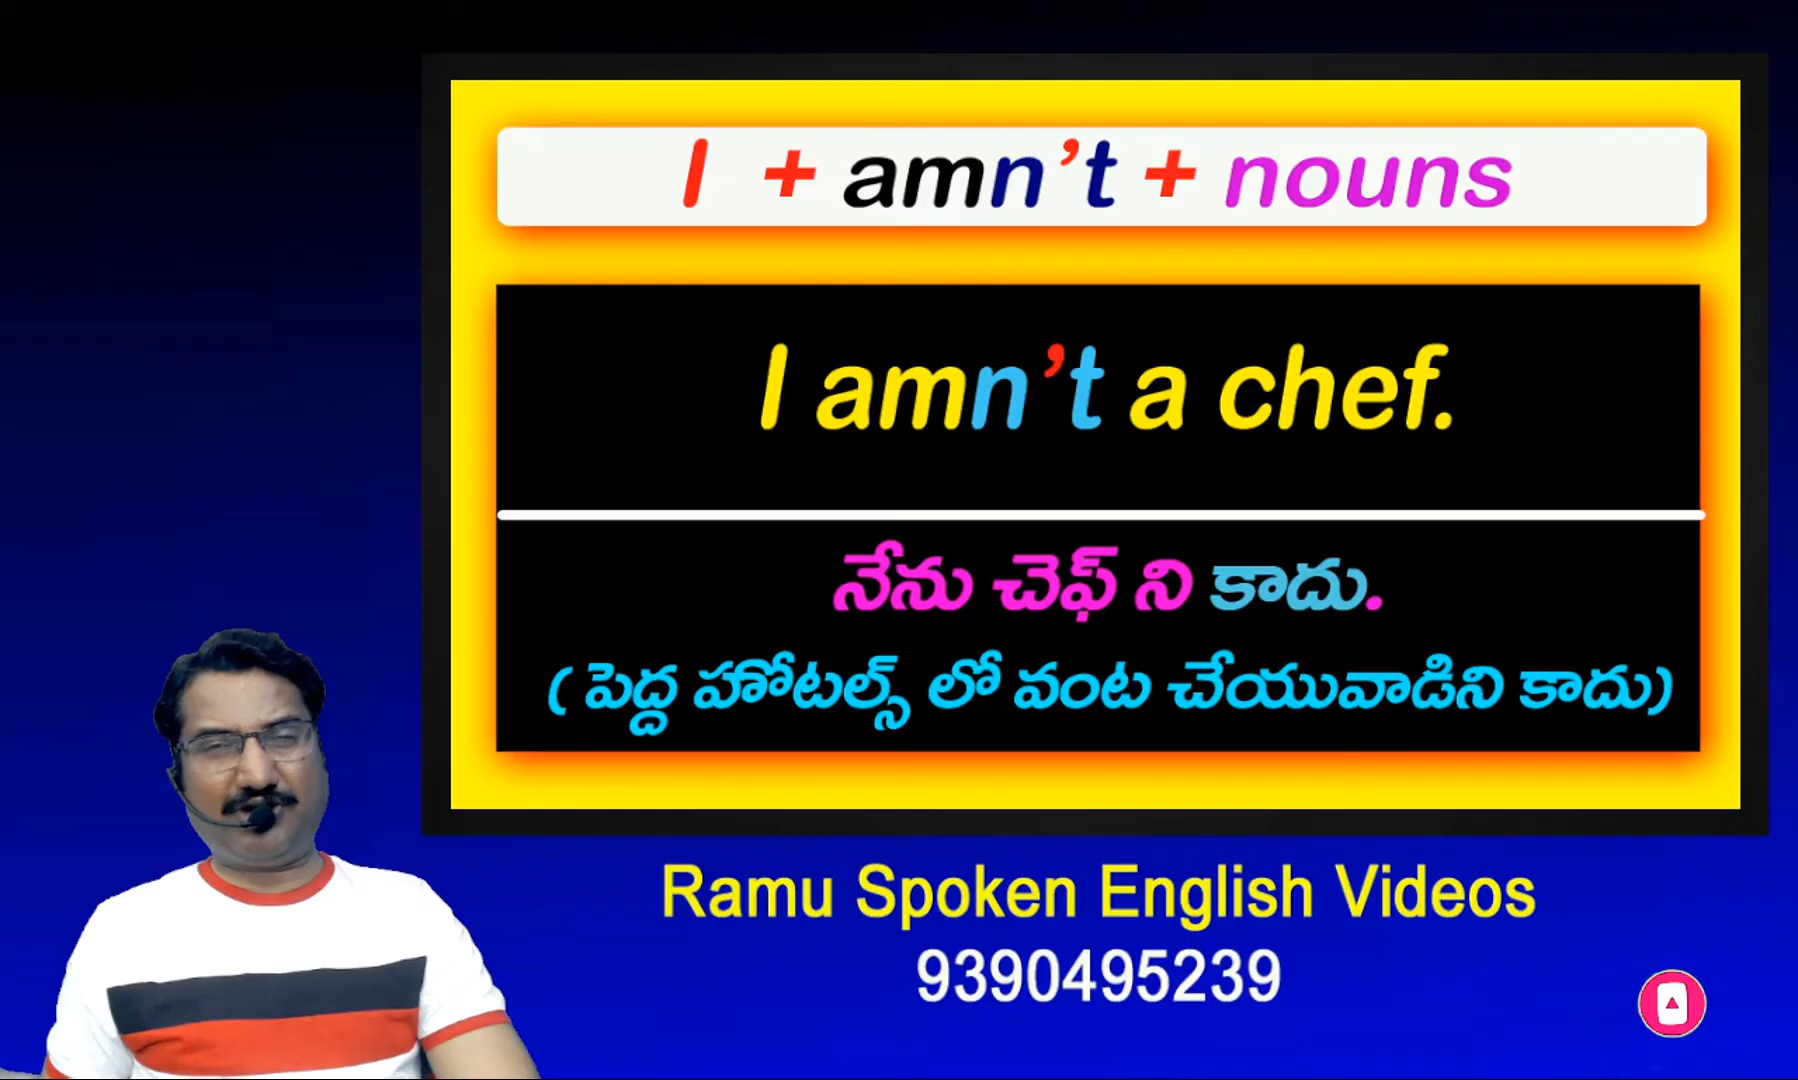 I + amn’t + nouns
I amn’t a chef.
నేను చెఫ్ ని కాదు.
( పెద్ద హోటల్స్ లో వంట చేయువాడిని కాదు)
Ramu Spoken English Videos
9390495239